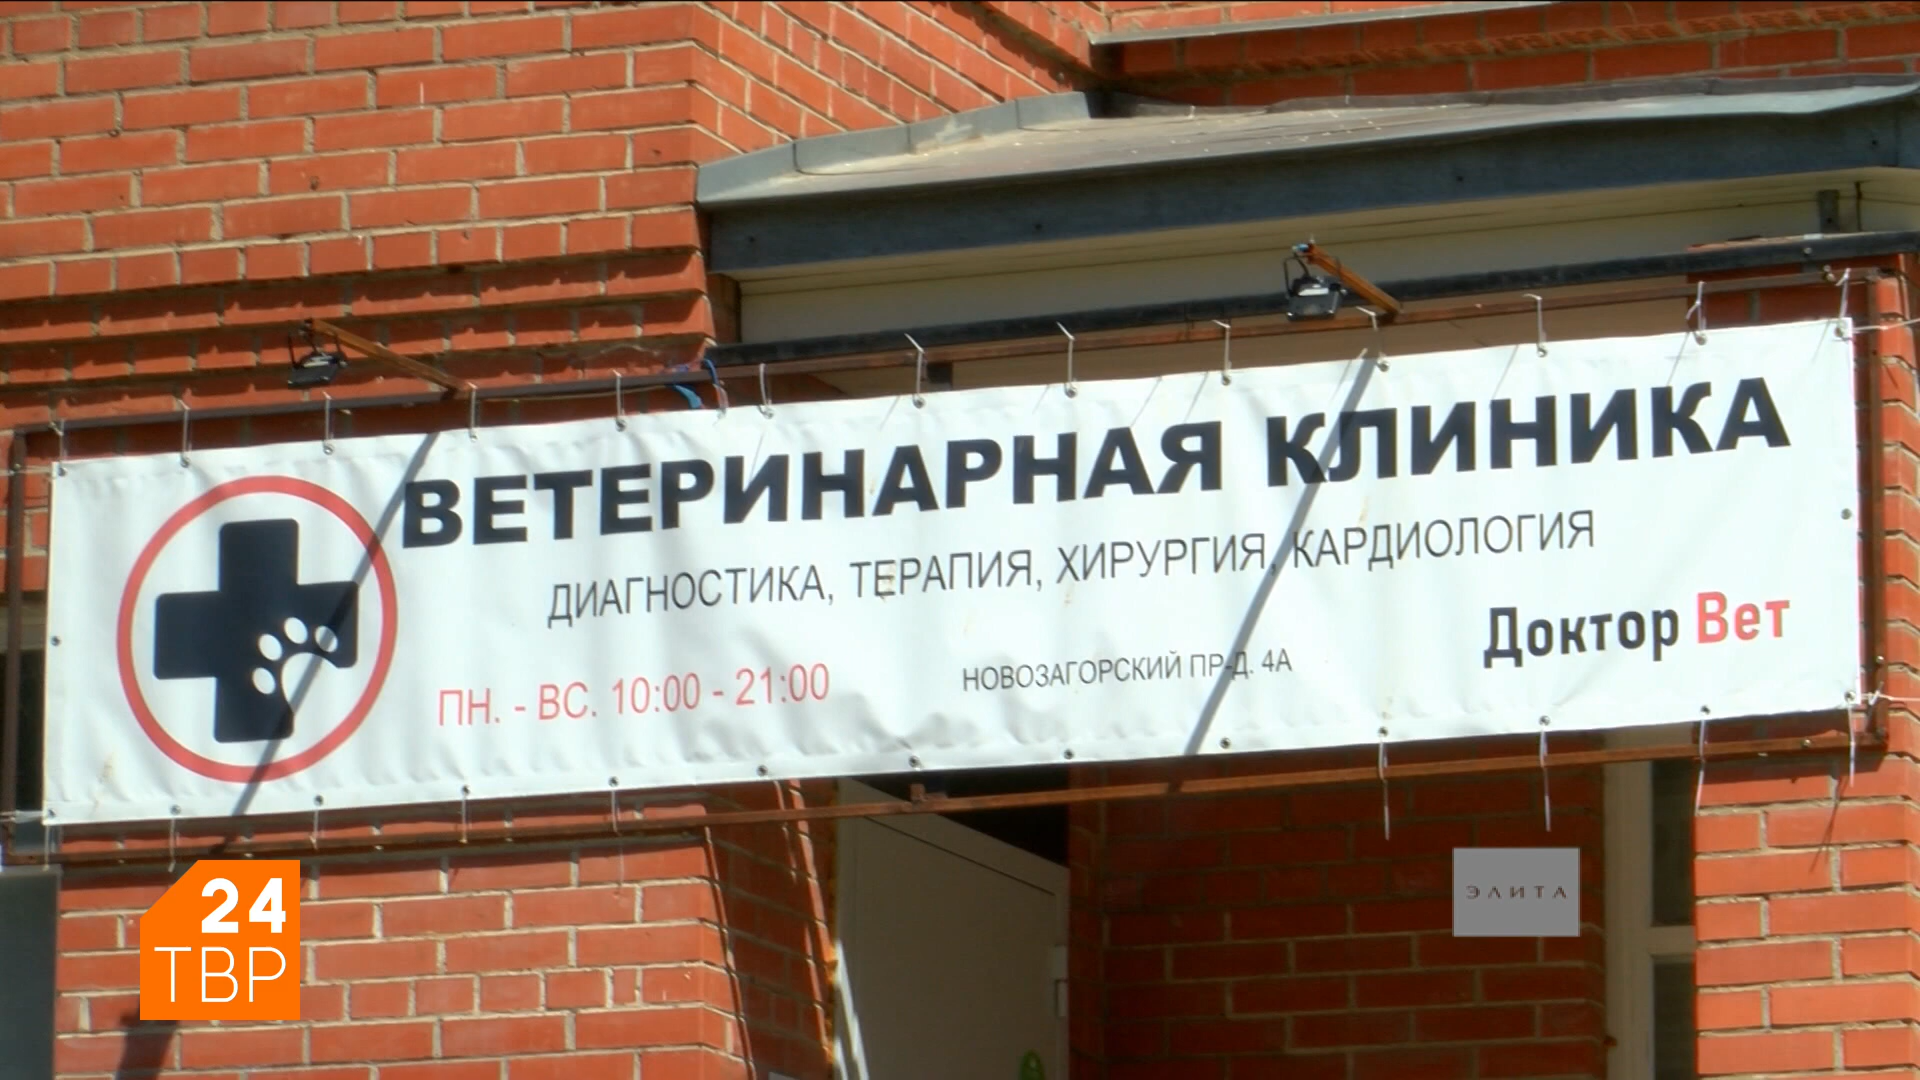 ВЕТЕРИНАРНАЯ КЛИНИКА
ДИАГНОСТИКА, ТЕРАПИЯ, ХИРУРГИЯ, КАРДИОЛОГИЯ
Доктор Вет
ПН. - ВС. 10:00 - 21:00
НОВОЗАГОРСКИЙ ПР-Д. 4А
ЭЛИТА
24
ТВР